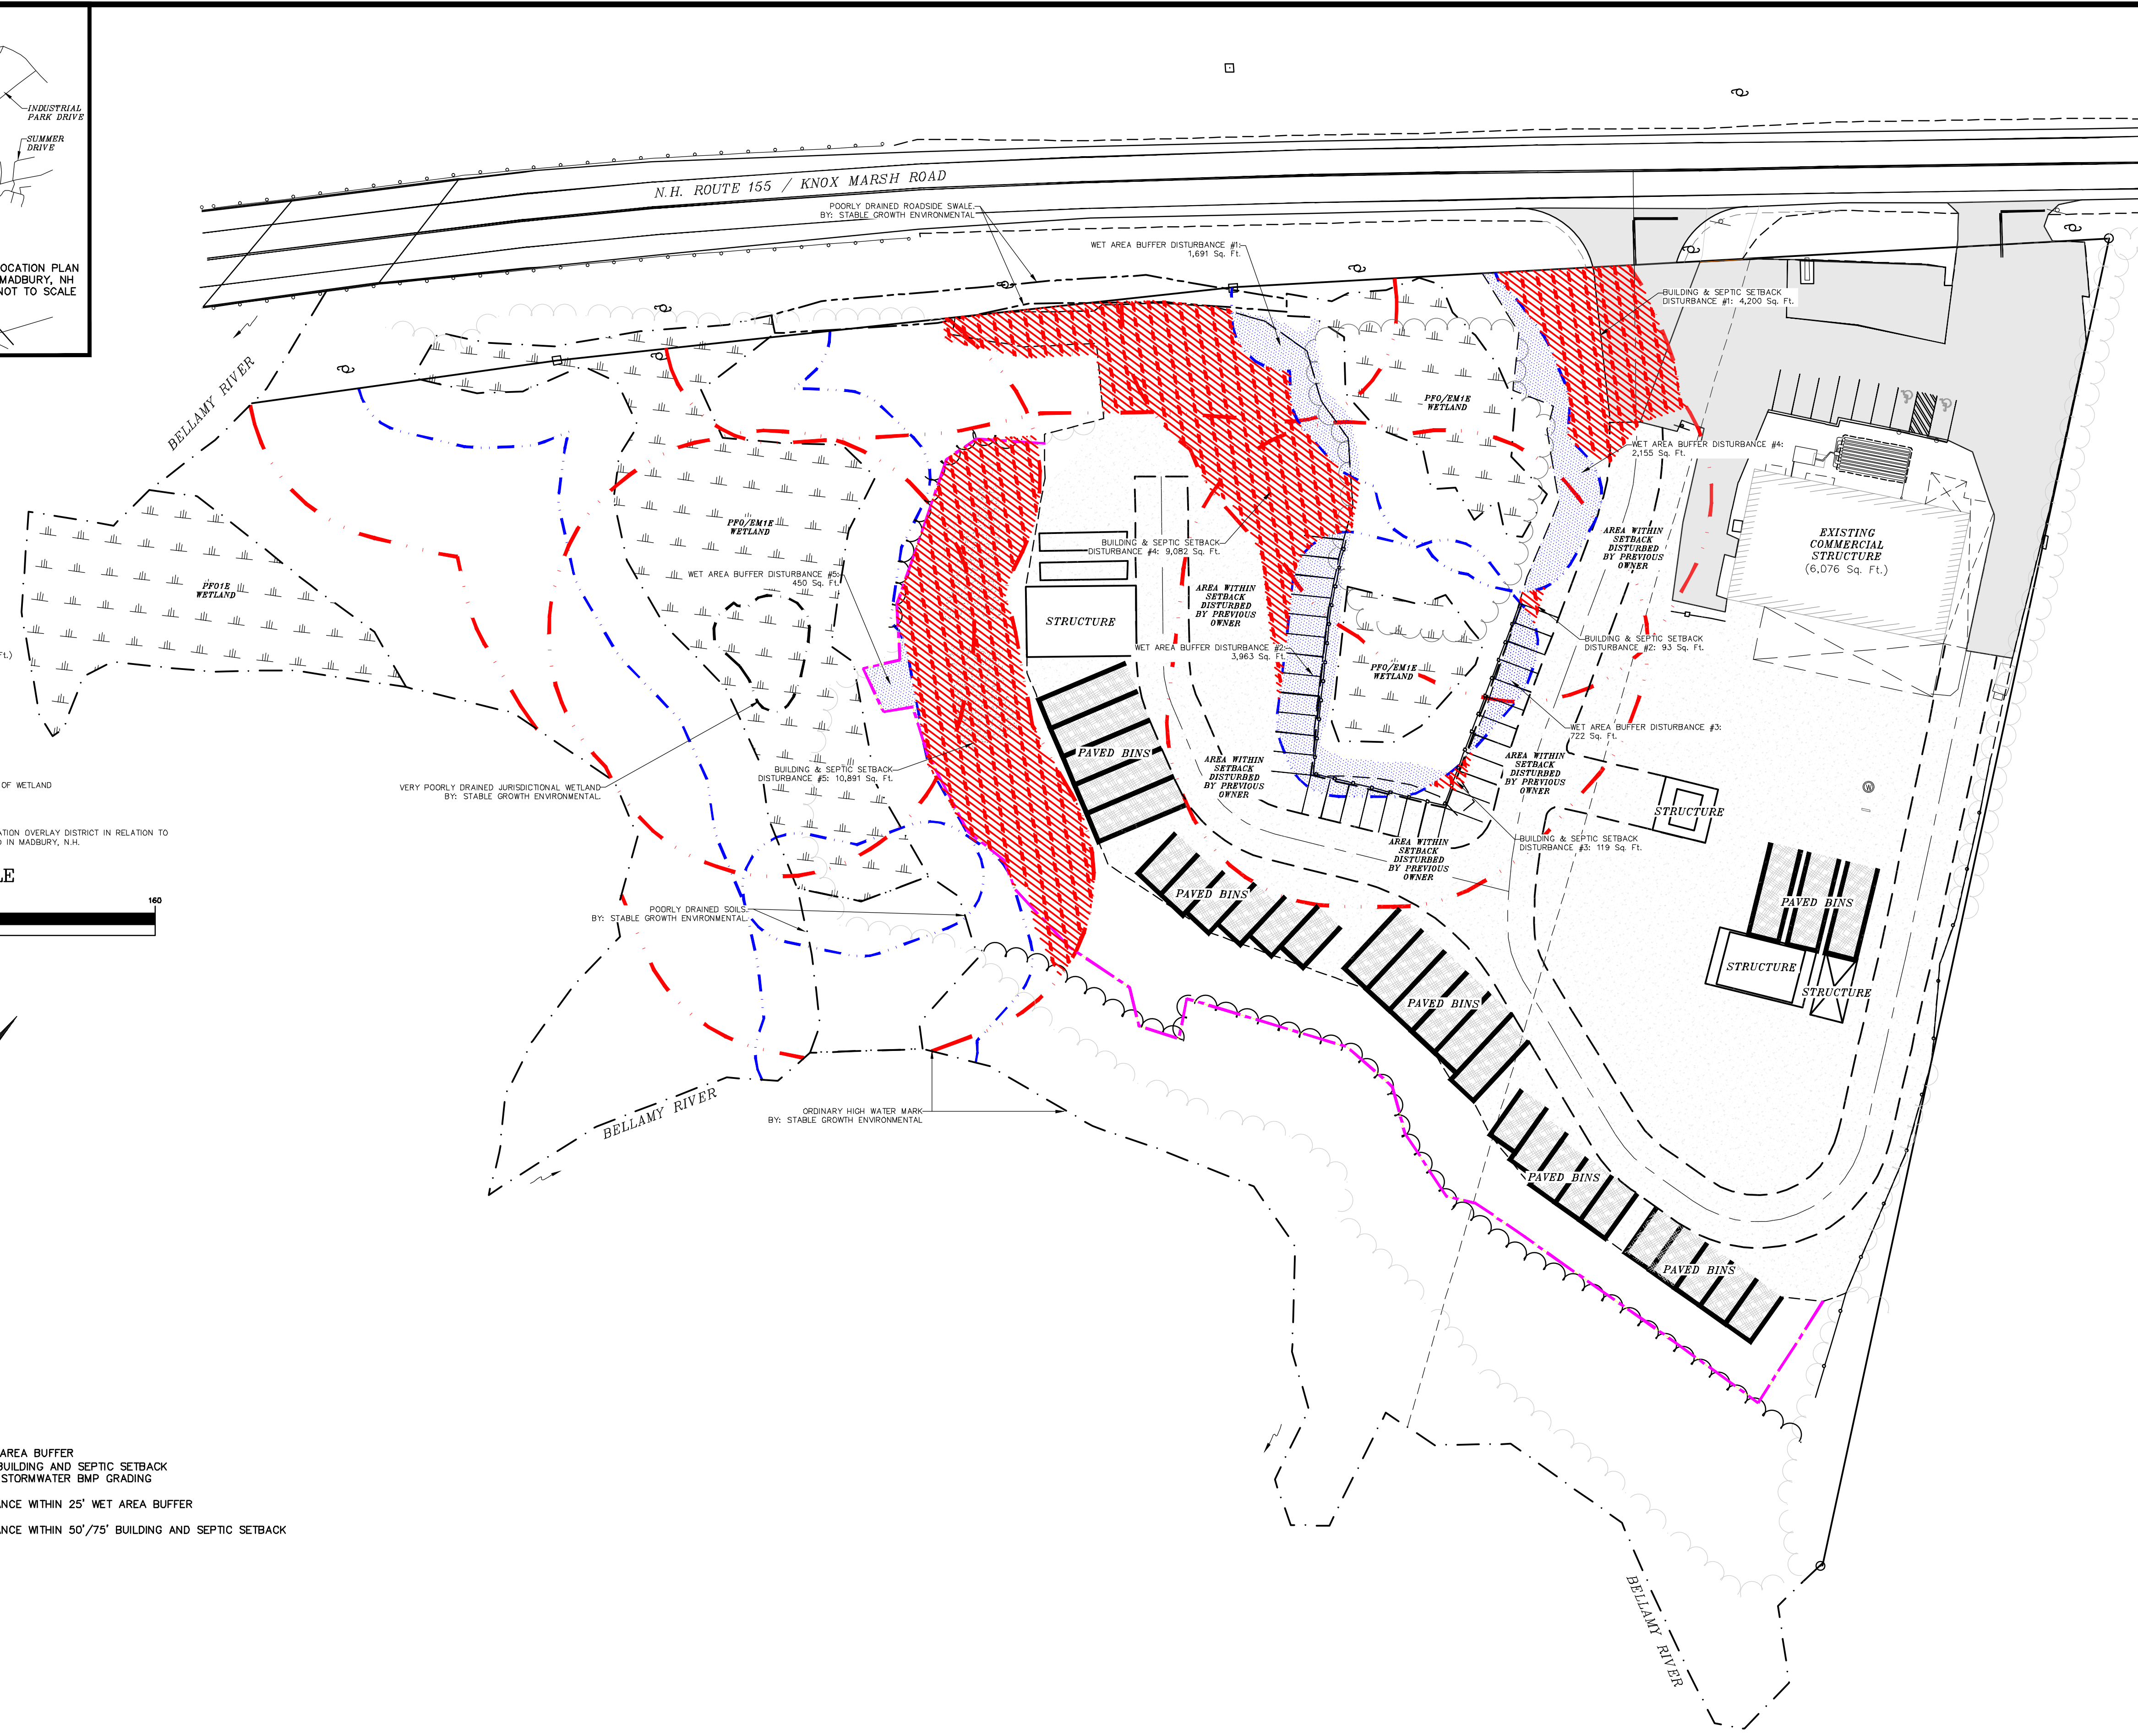 INDUSTRIAL
PARK DRIVE
SUMMER
DRIVE
OCATION PLAN
MADBURY, NH
NOT TO SCALE
N.H. ROUTE 155 / KNOX MARSH ROAD
POORLY DRAINED ROADSIDE SWALE.
BY: STABLE GROWTH ENVIRONMENTAL
WET AREA BUFFER DISTURBANCE #1:
1,691 Sq. Ft.
BUILDING & SEPTIC SETBACK
DISTURBANCE #1: 4,200 Sq. Ft.
BELLAMY RIVER
PFO/EM1E
WETLAND
WET AREA BUFFER DISTURBANCE #4:
2,155 Sq. Ft.
PFO/EM1E
WETLAND
BUILDING & SEPTIC SETBACK
DISTURBANCE #4: 9,082 Sq. Ft.
AREA WITHIN
SETBACK
DISTURBED
BY PREVIOUS
OWNER
EXISTING
COMMERCIAL
STRUCTURE
(6,076 Sq. Ft.)
PFO1E
WETLAND
WET AREA BUFFER DISTURBANCE #5:
450 Sq. Ft.
AREA WITHIN
SETBACK
DISTURBED
BY PREVIOUS
OWNER
STRUCTURE
Ft.)
WET AREA BUFFER DISTURBANCE #2:
3,963 Sq. Ft.
BUILDING & SEPTIC SETBACK
DISTURBANCE #2: 93 Sq. Ft.
PFO/EM1E
WETLAND
WET AREA BUFFER DISTURBANCE #3:
722 Sq. Ft.
PAVED BINS
BUILDING & SEPTIC SETBACK
DISTURBANCE #5: 10,891 Sq. Ft.
AREA WITHIN
SETBACK
DISTURBED
BY PREVIOUS
OWNER
AREA WITHIN
SETBACK
DISTURBED
BY PREVIOUS
OWNER
OF WETLAND
VERY POORLY DRAINED JURISDICTIONAL WETLAND
BY: STABLE GROWTH ENVIRONMENTAL.
W
STRUCTURE
ATION OVERLAY DISTRICT IN RELATION TO
D IN MADBURY, N.H.
BUILDING & SEPTIC SETBACK
DISTURBANCE #3: 119 Sq. Ft.
AREA WITHIN
SETBACK
DISTURBED
BY PREVIOUS
OWNER
LE
160
PAVED BINS
PAVED BINS
POORLY DRAINED SOILS.
BY: STABLE GROWTH ENVIRONMENTAL.
STRUCTURE
STRUCTURE
PAVED BINS
BELLAMY RIVER
ORDINARY HIGH WATER MARK
BY: STABLE GROWTH ENVIRONMENTAL
PAVED BINS
PAVED BINS
AREA BUFFER
BUILDING AND SEPTIC SETBACK
STORMWATER BMP GRADING
ANCE WITHIN 25' WET AREA BUFFER
ANCE WITHIN 50'/75' BUILDING AND SEPTIC SETBACK
BELLAMY RIVER